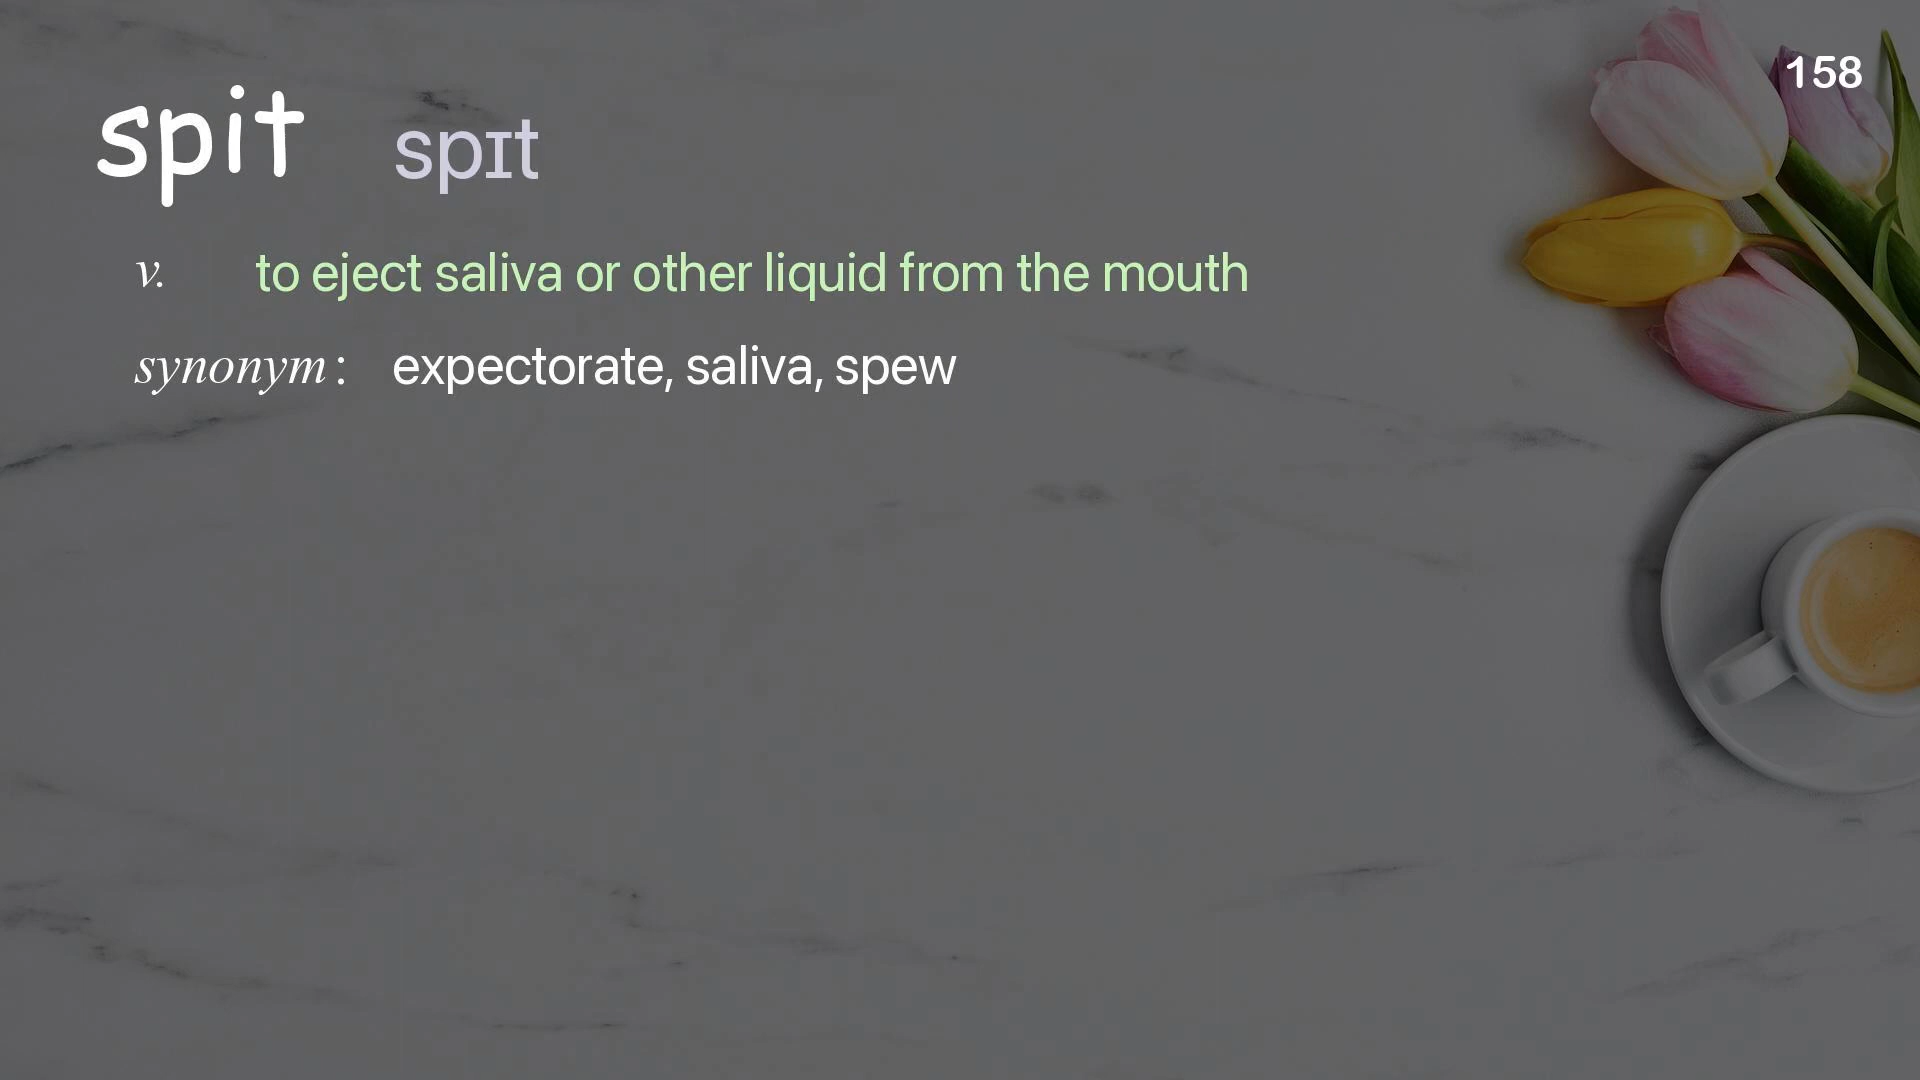 158
spit spɪt
v. to eject saliva or other liquid from the mouth
synonym: expectorate, saliva, spew